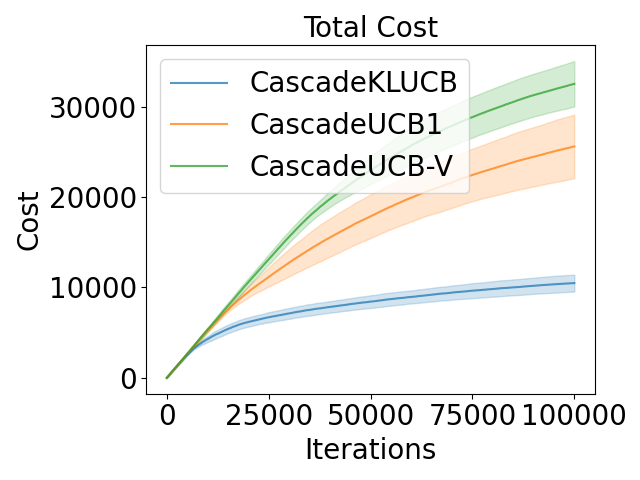 Total Cost
CascadeKLUCB
CascadeUCB1
CascadeUCB-V
Cost
30000
20000
10000
0
0 25000 50000 75000 100000
Iterations